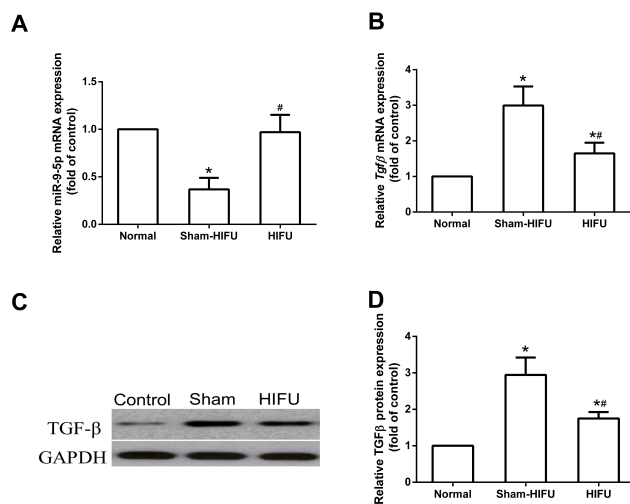 A
Relative miR-9-5p mRNA expression
(fold of control)
1.5
1.0
0.5
0.0
#
*
Normal
Sham-HIFU
HIFU
B
Relative Tgfβ mRNA expression
(fold of control)
4
3
2
1
0
*
*#
Normal
Sham-HIFU
HIFU
C
Control Sham HIFU
TGF-β
GAPDH
D
Relative TGFβ protein expression
(fold of control)
4
3
2
1
0
*
*#
Normal
Sham-HIFU
HIFU